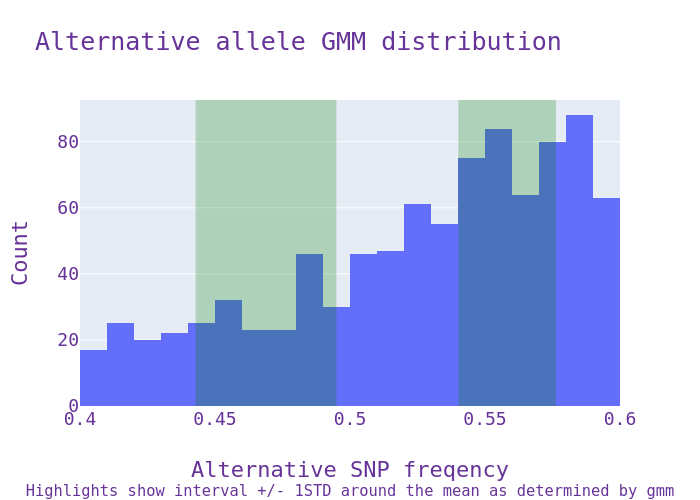 Alternative allele GMM distribution
Count
80
60
40
20
0
0.4 0.45 0.5 0.55 0.6
Alternative SNP freqency
Highlights show interval +/- 1STD around the mean as determined by gmm